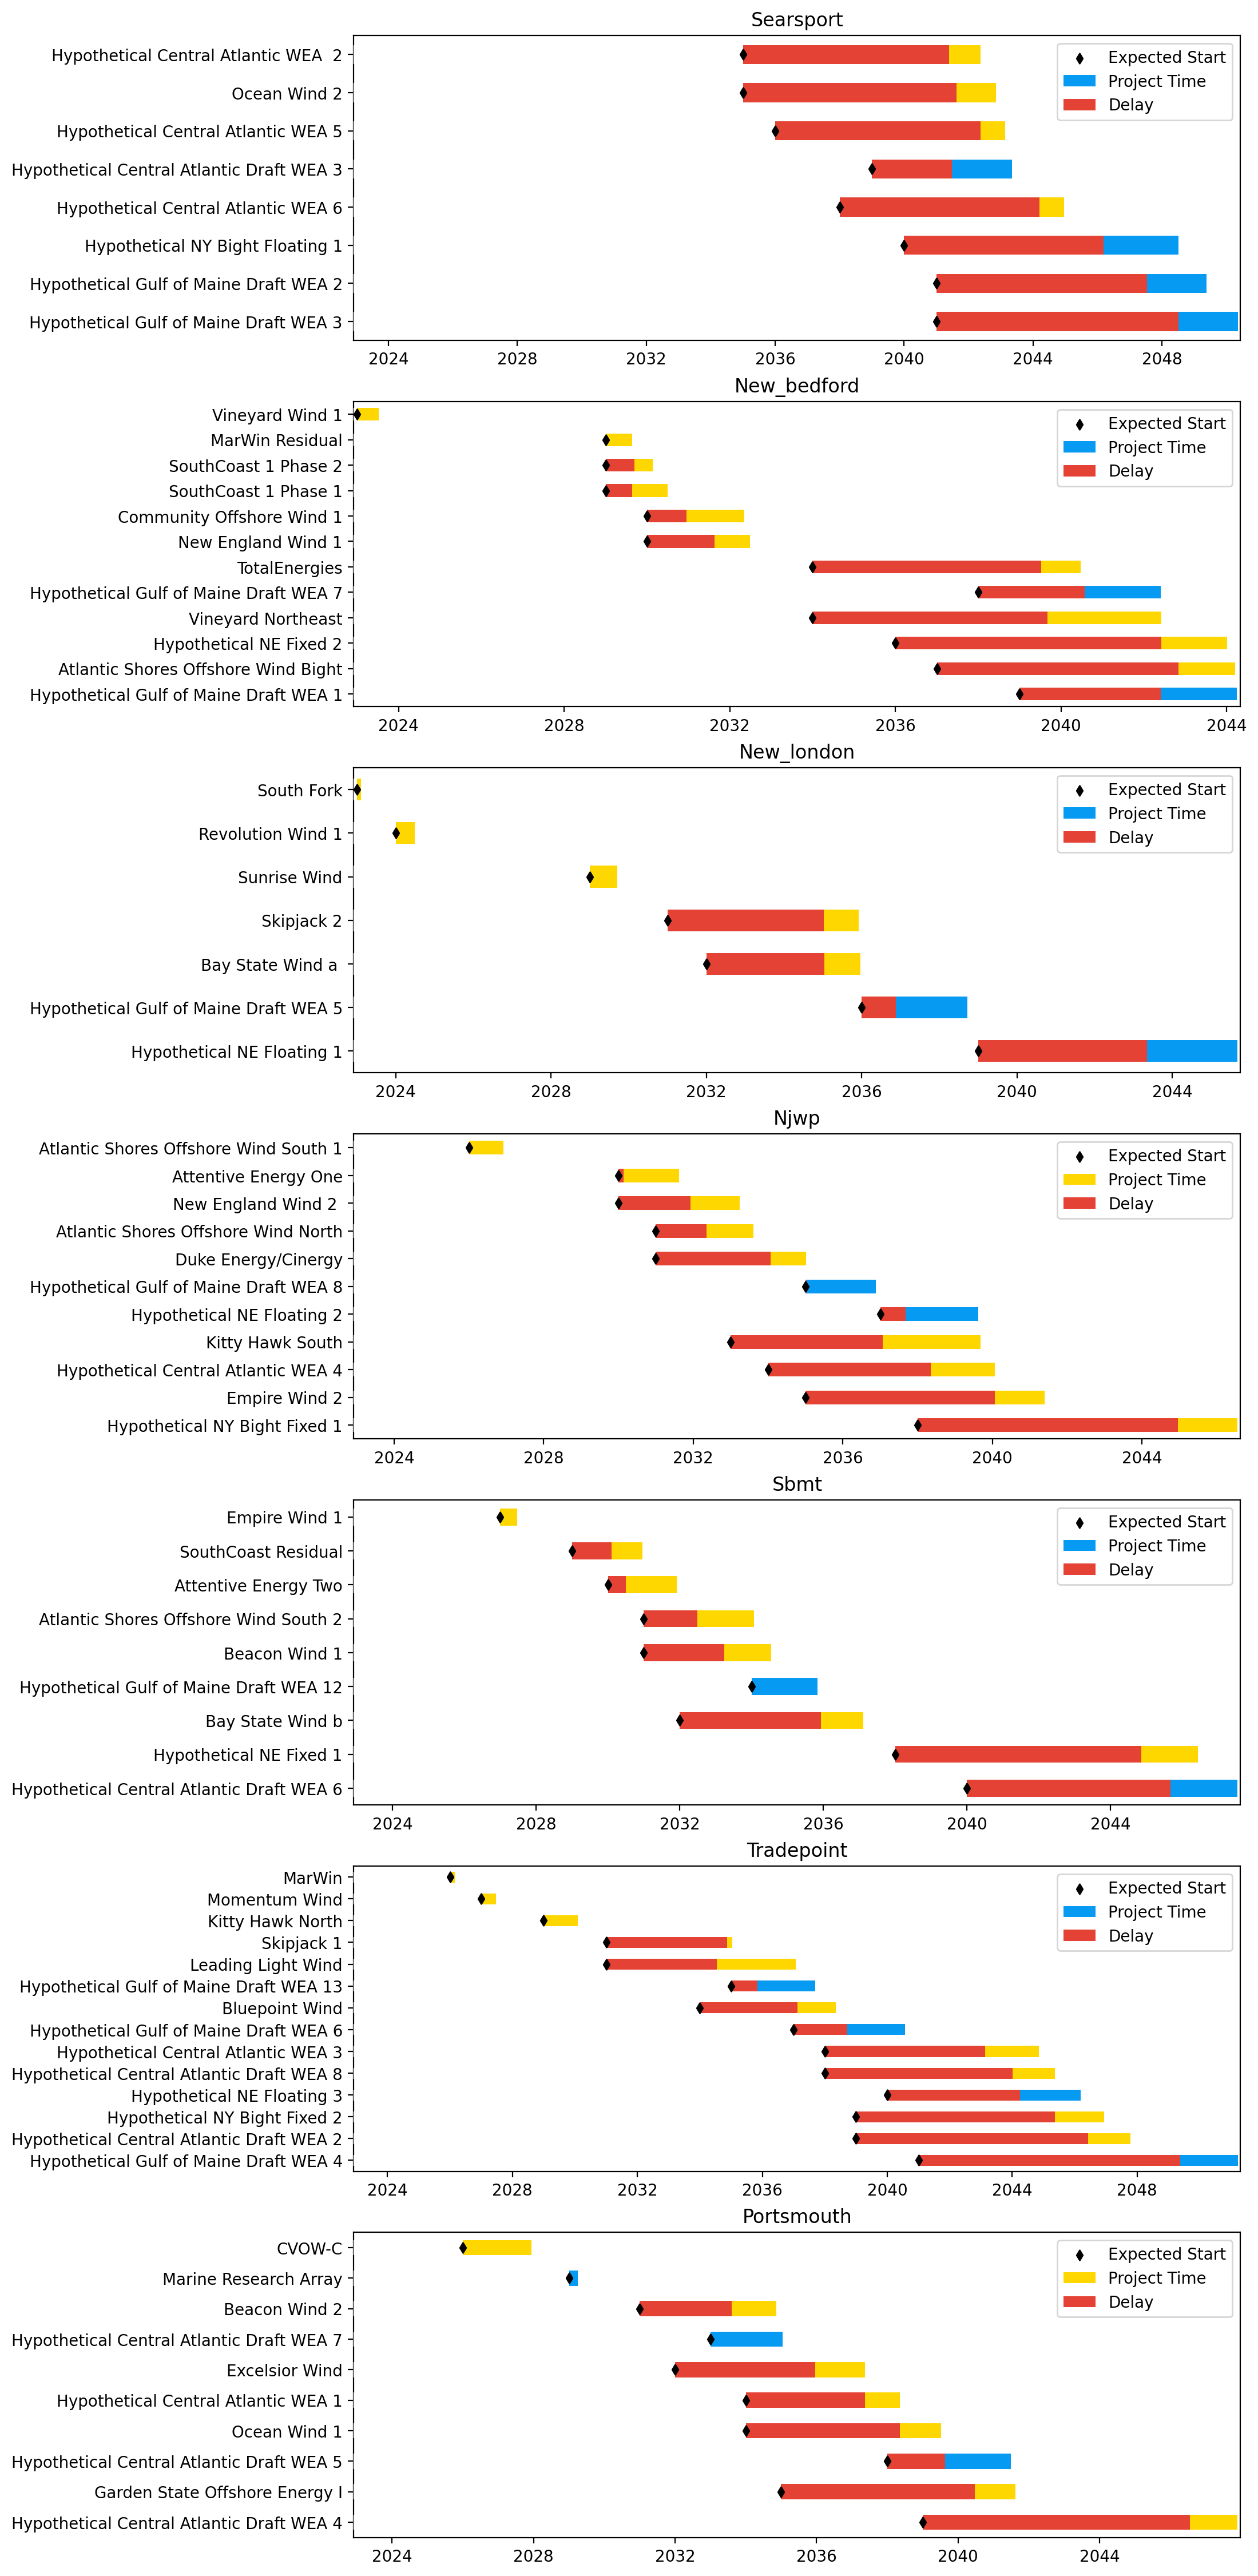 Searsport
Hypothetical Central Atlantic WEA  2
Ocean Wind 2
Hypothetical Central Atlantic WEA 5
Hypothetical Central Atlantic Draft WEA 3
Hypothetical Central Atlantic WEA 6
Hypothetical NY Bight Floating 1
Hypothetical Gulf of Maine Draft WEA 2
Hypothetical Gulf of Maine Draft WEA 3
Expected Start
Project Time
Delay
2024 2028 2032 2036 2040 2044 2048
New_bedford
Vineyard Wind 1
MarWin Residual
SouthCoast 1 Phase 2
SouthCoast 1 Phase 1
Community Offshore Wind 1
New England Wind 1
TotalEnergies
Hypothetical Gulf of Maine Draft WEA 7
Vineyard Northeast
Hypothetical NE Fixed 2
Atlantic Shores Offshore Wind Bight
Hypothetical Gulf of Maine Draft WEA 1
Expected Start
Project Time
Delay
2024 2028 2032 2036 2040 2044
New_london
South Fork
Revolution Wind 1
Sunrise Wind
Skipjack 2
Bay State Wind a
Hypothetical Gulf of Maine Draft WEA 5
Hypothetical NE Floating 1
Expected Start
Project Time
Delay
2024 2028 2032 2036 2040 2044
Njwp
Atlantic Shores Offshore Wind South 1
Attentive Energy One
New England Wind 2
Atlantic Shores Offshore Wind North
Duke Energy/Cinergy
Hypothetical Gulf of Maine Draft WEA 8
Hypothetical NE Floating 2
Kitty Hawk South
Hypothetical Central Atlantic WEA 4
Empire Wind 2
Hypothetical NY Bight Fixed 1
Expected Start
Project Time
Delay
2024 2028 2032 2036 2040 2044
Sbmt
Empire Wind 1
SouthCoast Residual
Attentive Energy Two
Atlantic Shores Offshore Wind South 2
Beacon Wind 1
Hypothetical Gulf of Maine Draft WEA 12
Bay State Wind b
Hypothetical NE Fixed 1
Hypothetical Central Atlantic Draft WEA 6
Expected Start
Project Time
Delay
2024 2028 2032 2036 2040 2044
Tradepoint
MarWin
Momentum Wind
Kitty Hawk North
Skipjack 1
Leading Light Wind
Hypothetical Gulf of Maine Draft WEA 13
Bluepoint Wind
Hypothetical Gulf of Maine Draft WEA 6
Hypothetical Central Atlantic WEA 3
Hypothetical Central Atlantic Draft WEA 8
Hypothetical NE Floating 3
Hypothetical NY Bight Fixed 2
Hypothetical Central Atlantic Draft WEA 2
Hypothetical Gulf of Maine Draft WEA 4
Expected Start
Project Time
Delay
2024 2028 2032 2036 2040 2044 2048
Portsmouth
CVOW-C
Marine Research Array
Beacon Wind 2
Hypothetical Central Atlantic Draft WEA 7
Excelsior Wind
Hypothetical Central Atlantic WEA 1
Ocean Wind 1
Hypothetical Central Atlantic Draft WEA 5
Garden State Offshore Energy I
Hypothetical Central Atlantic Draft WEA 4
Expected Start
Project Time
Delay
2024 2028 2032 2036 2040 2044